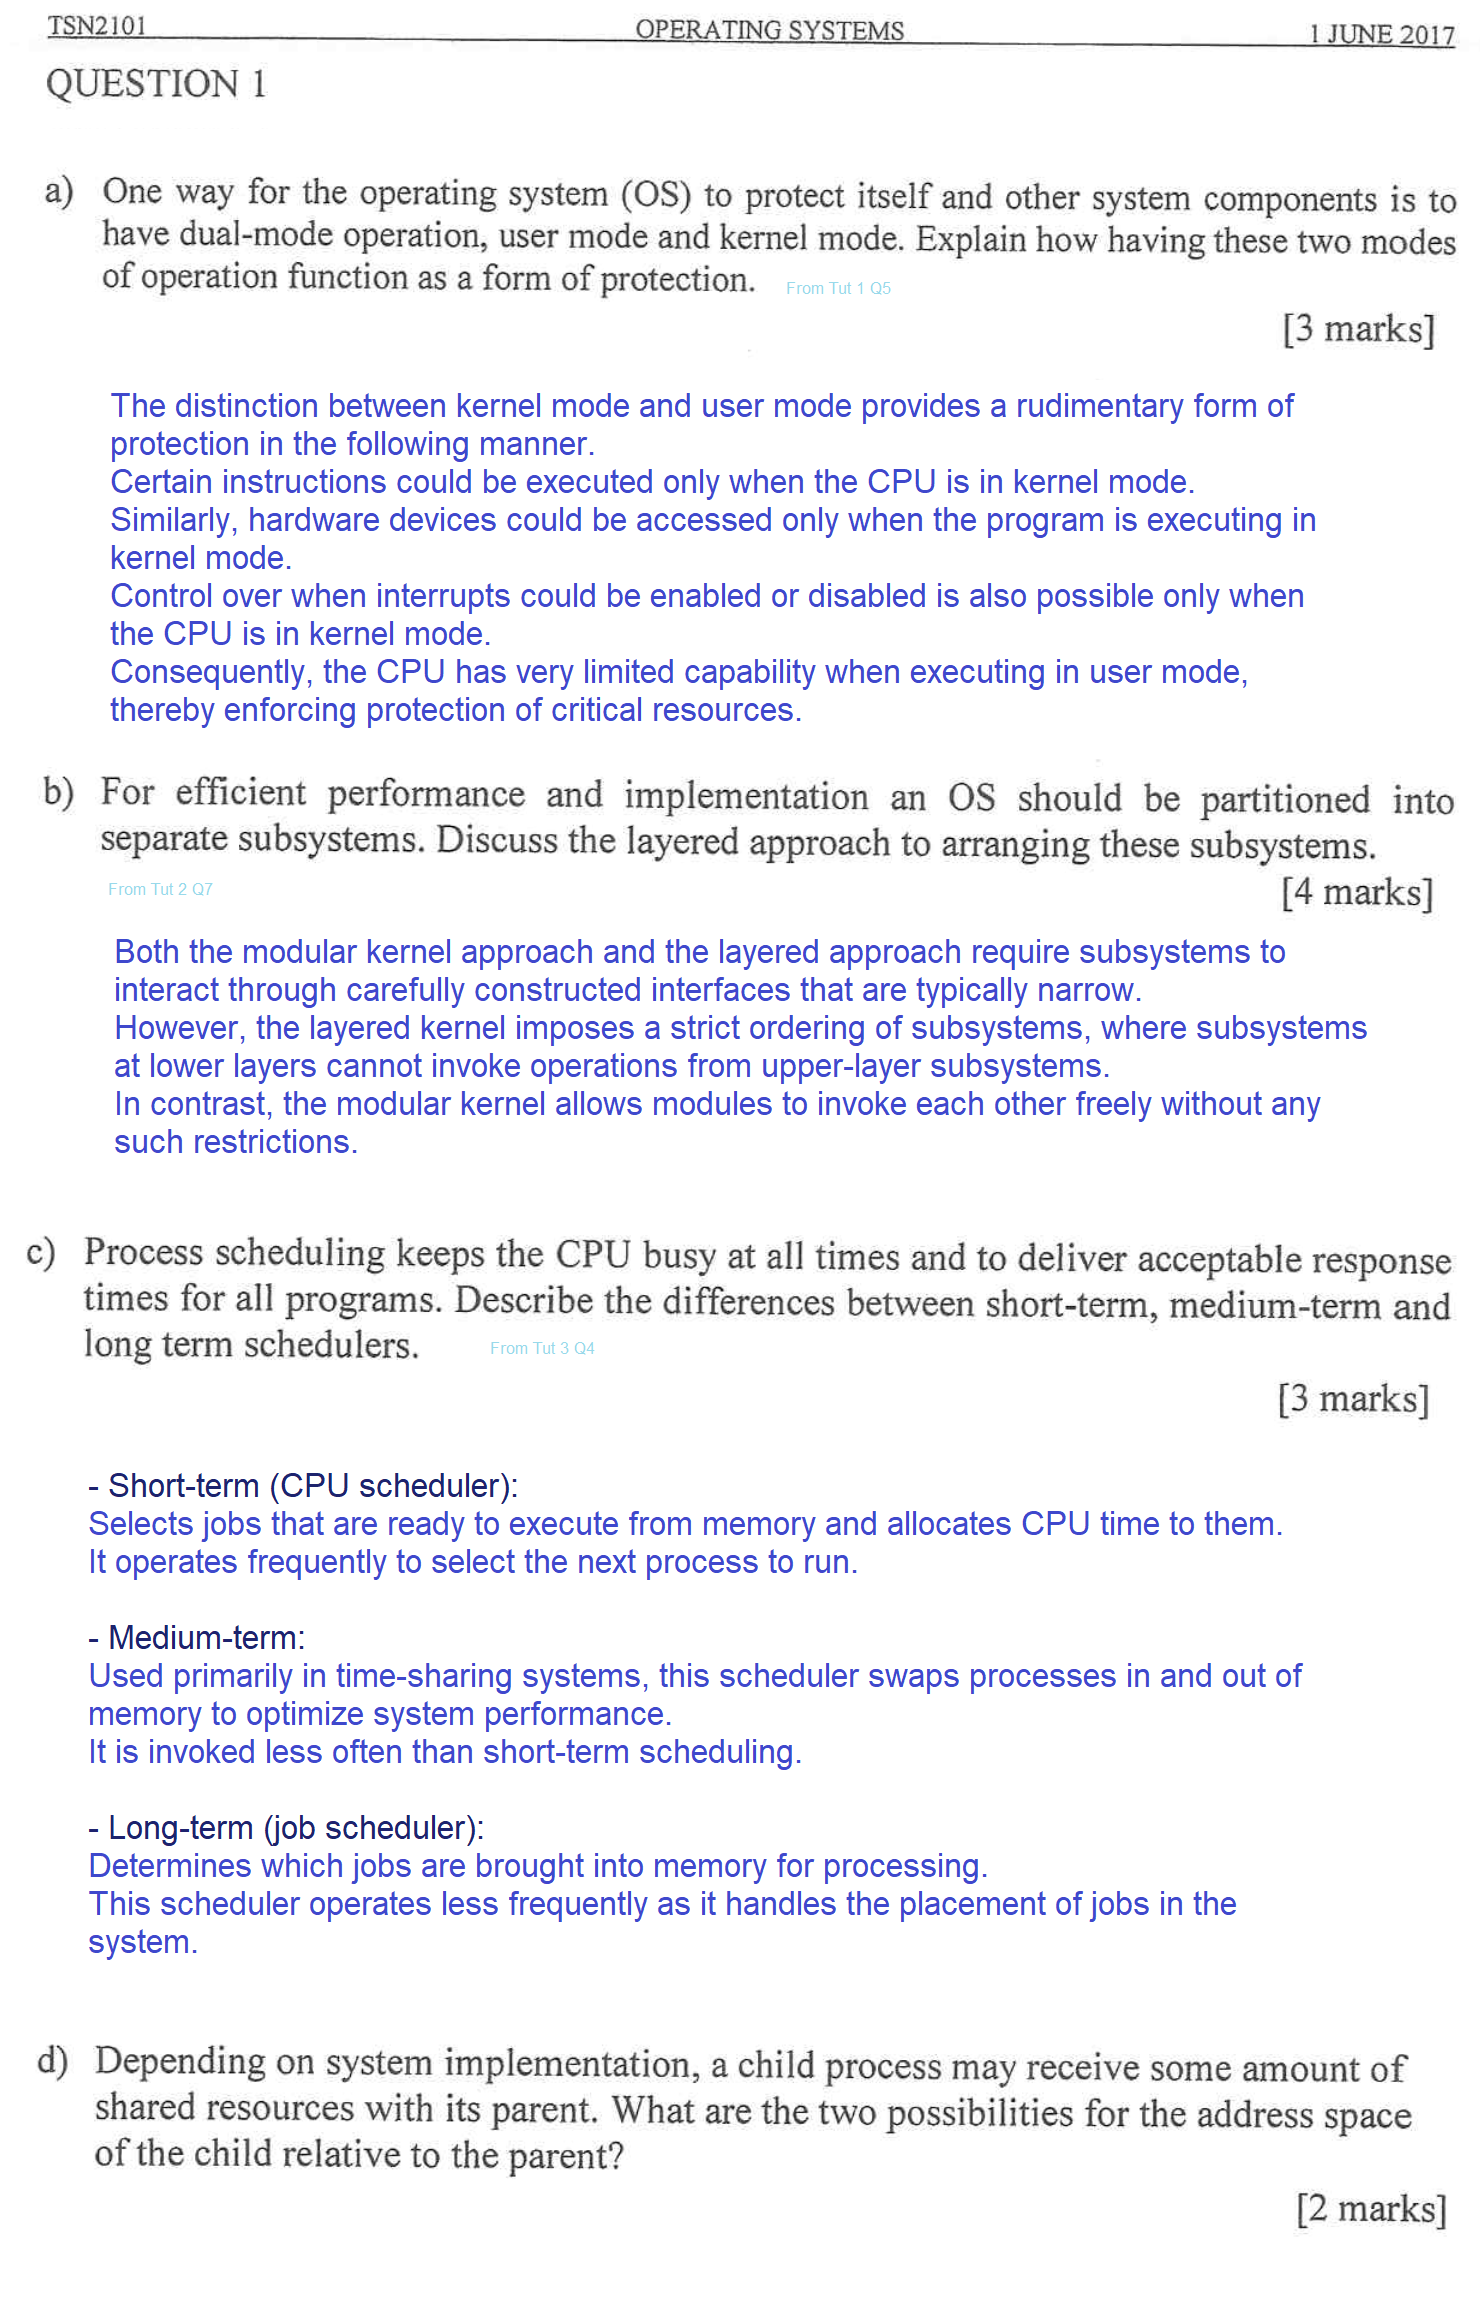 TSN2101 OPERATING SYSTEMS 1 JUNE 2017
QUESTION 1
a) One way for the operating system (OS) to protect itself and other system components is to
have dual-mode operation, user mode and kernel mode. Explain how having these two modes
of operation function as a form of protection. From Tut 1 Q5
[3 marks]
The distinction between kernel mode and user mode provides a rudimentary form of
protection in the following manner.
Certain instructions could be executed only when the CPU is in kernel mode.
Similarly, hardware devices could be accessed only when the program is executing in
kernel mode.
Control over when interrupts could be enabled or disabled is also possible only when
the CPU is in kernel mode.
Consequently, the CPU has very limited capability when executing in user mode,
thereby enforcing protection of critical resources.
b) For efficient performance and implementation an OS should be partitioned into
separate subsystems. Discuss the layered approach to arranging these subsystems.
From Tut 2 Q7
[4 marks]
Both the modular kernel approach and the layered approach require subsystems to
interact through carefully constructed interfaces that are typically narrow.
However, the layered kernel imposes a strict ordering of subsystems, where subsystems
at lower layers cannot invoke operations from upper-layer subsystems.
In contrast, the modular kernel allows modules to invoke each other freely without any
such restrictions.
c) Process scheduling keeps the CPU busy at all times and to deliver acceptable response
times for all programs. Describe the differences between short-term, medium-term and
long term schedulers. From Tut 3 Q4
[3 marks]
- Short-term (CPU scheduler):
Selects jobs that are ready to execute from memory and allocates CPU time to them.
It operates frequently to select the next process to run.
- Medium-term:
Used primarily in time-sharing systems, this scheduler swaps processes in and out of
memory to optimize system performance.
It is invoked less often than short-term scheduling.
- Long-term (job scheduler):
Determines which jobs are brought into memory for processing.
This scheduler operates less frequently as it handles the placement of jobs in the
system.
d) Depending on system implementation, a child process may receive some amount of
shared resources with its parent. What are the two possibilities for the address space
of the child relative to the parent?
[2 marks]